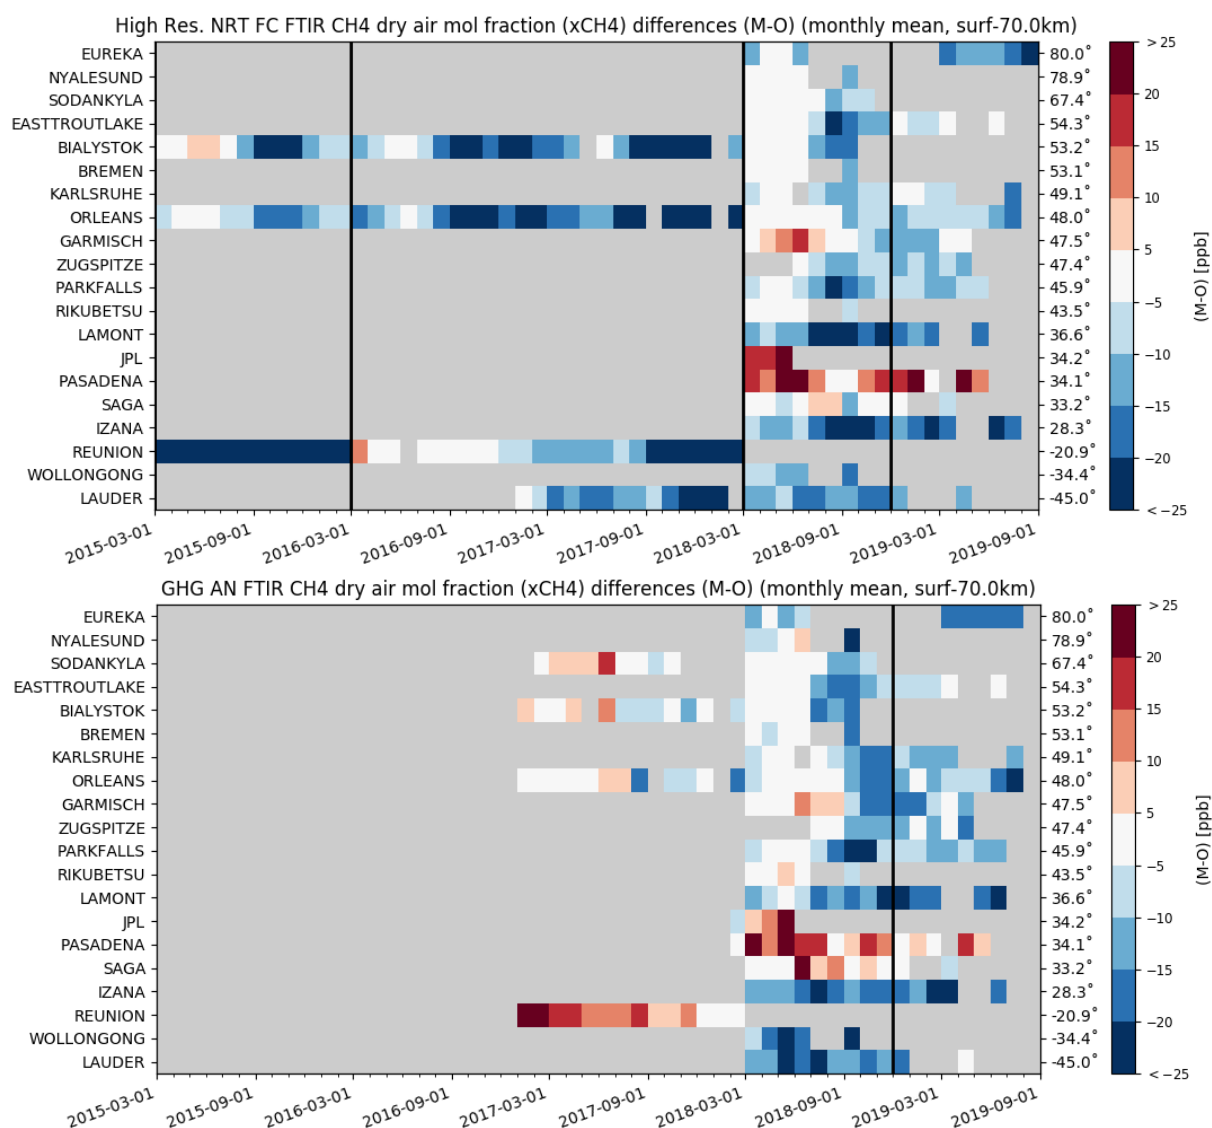 High Res. NRT FC FTIR CH4 dry air mol fraction (xCH4) differences (M-O) (monthly mean, surf-70.0km)
EUREKA 80.0˚ >25
NYALESUND 78.9˚
SODANKYLA 67.4˚ 20
EASTTROUTLAKE 54.3˚
BIALYSTOK 53.2˚ 15
BREMEN 53.1˚
KARLSRUHE 49.1˚ 10
ORLEANS 48.0˚
GARMISCH 47.5˚ 5
ZUGSPITZE 47.4˚
PARKFALLS 45.9˚ −5
RIKUBETSU 43.5˚
LAMONT 36.6˚ −10
JPL 34.2˚
PASADENA 34.1˚
SAGA 33.2˚ −15
IZANA 28.3˚
REUNION -20.9˚ −20
WOLLONGONG -34.4˚
LAUDER -45.0˚ <−25
(M-O) [ppb]
2015-03-01 2015-09-01 2016-03-01 2016-09-01 2017-03-01 2017-09-01 2018-03-01 2018-09-01 2019-03-01 2019-09-01
GHG AN FTIR CH4 dry air mol fraction (xCH4) differences (M-O) (monthly mean, surf-70.0km)
EUREKA 80.0˚ >25
NYALESUND 78.9˚
SODANKYLA 67.4˚ 20
EASTTROUTLAKE 54.3˚
BIALYSTOK 53.2˚ 15
BREMEN 53.1˚
KARLSRUHE 49.1˚ 10
ORLEANS 48.0˚
GARMISCH 47.5˚ 5
ZUGSPITZE 47.4˚
PARKFALLS 45.9˚ −5
RIKUBETSU 43.5˚
LAMONT 36.6˚ −10
JPL 34.2˚
PASADENA 34.1˚
SAGA 33.2˚ −15
IZANA 28.3˚
REUNION -20.9˚ −20
WOLLONGONG -34.4˚
LAUDER -45.0˚ <−25
(M-O) [ppb]
2015-03-01 2015-09-01 2016-03-01 2016-09-01 2017-03-01 2017-09-01 2018-03-01 2018-09-01 2019-03-01 2019-09-01